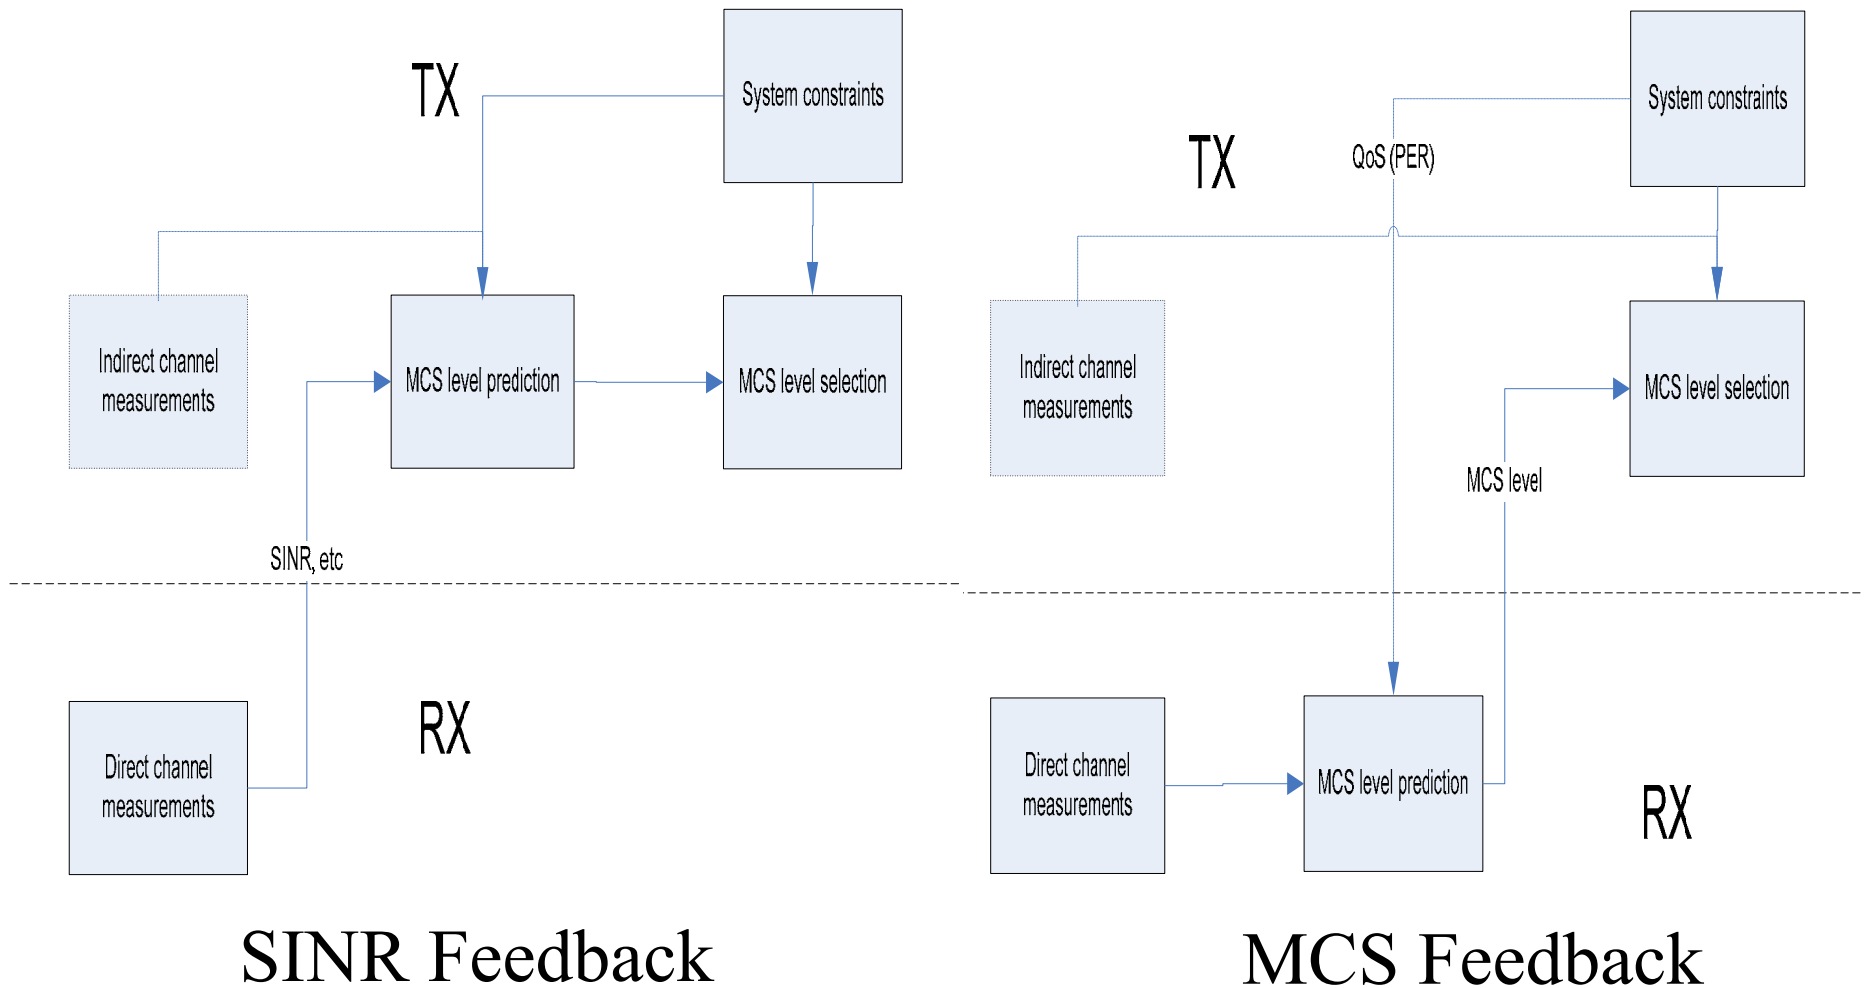 TX
System constraints
Indirect channel
measurements
MCS level prediction
MCS level selection
SINR, etc
RX
Direct channel
measurements
SINR Feedback
System constraints
TX
QoS (PER)
Indirect channel
measurements
MCS level selection
MCS level
Direct channel
measurements
MCS level prediction
RX
MCS Feedback